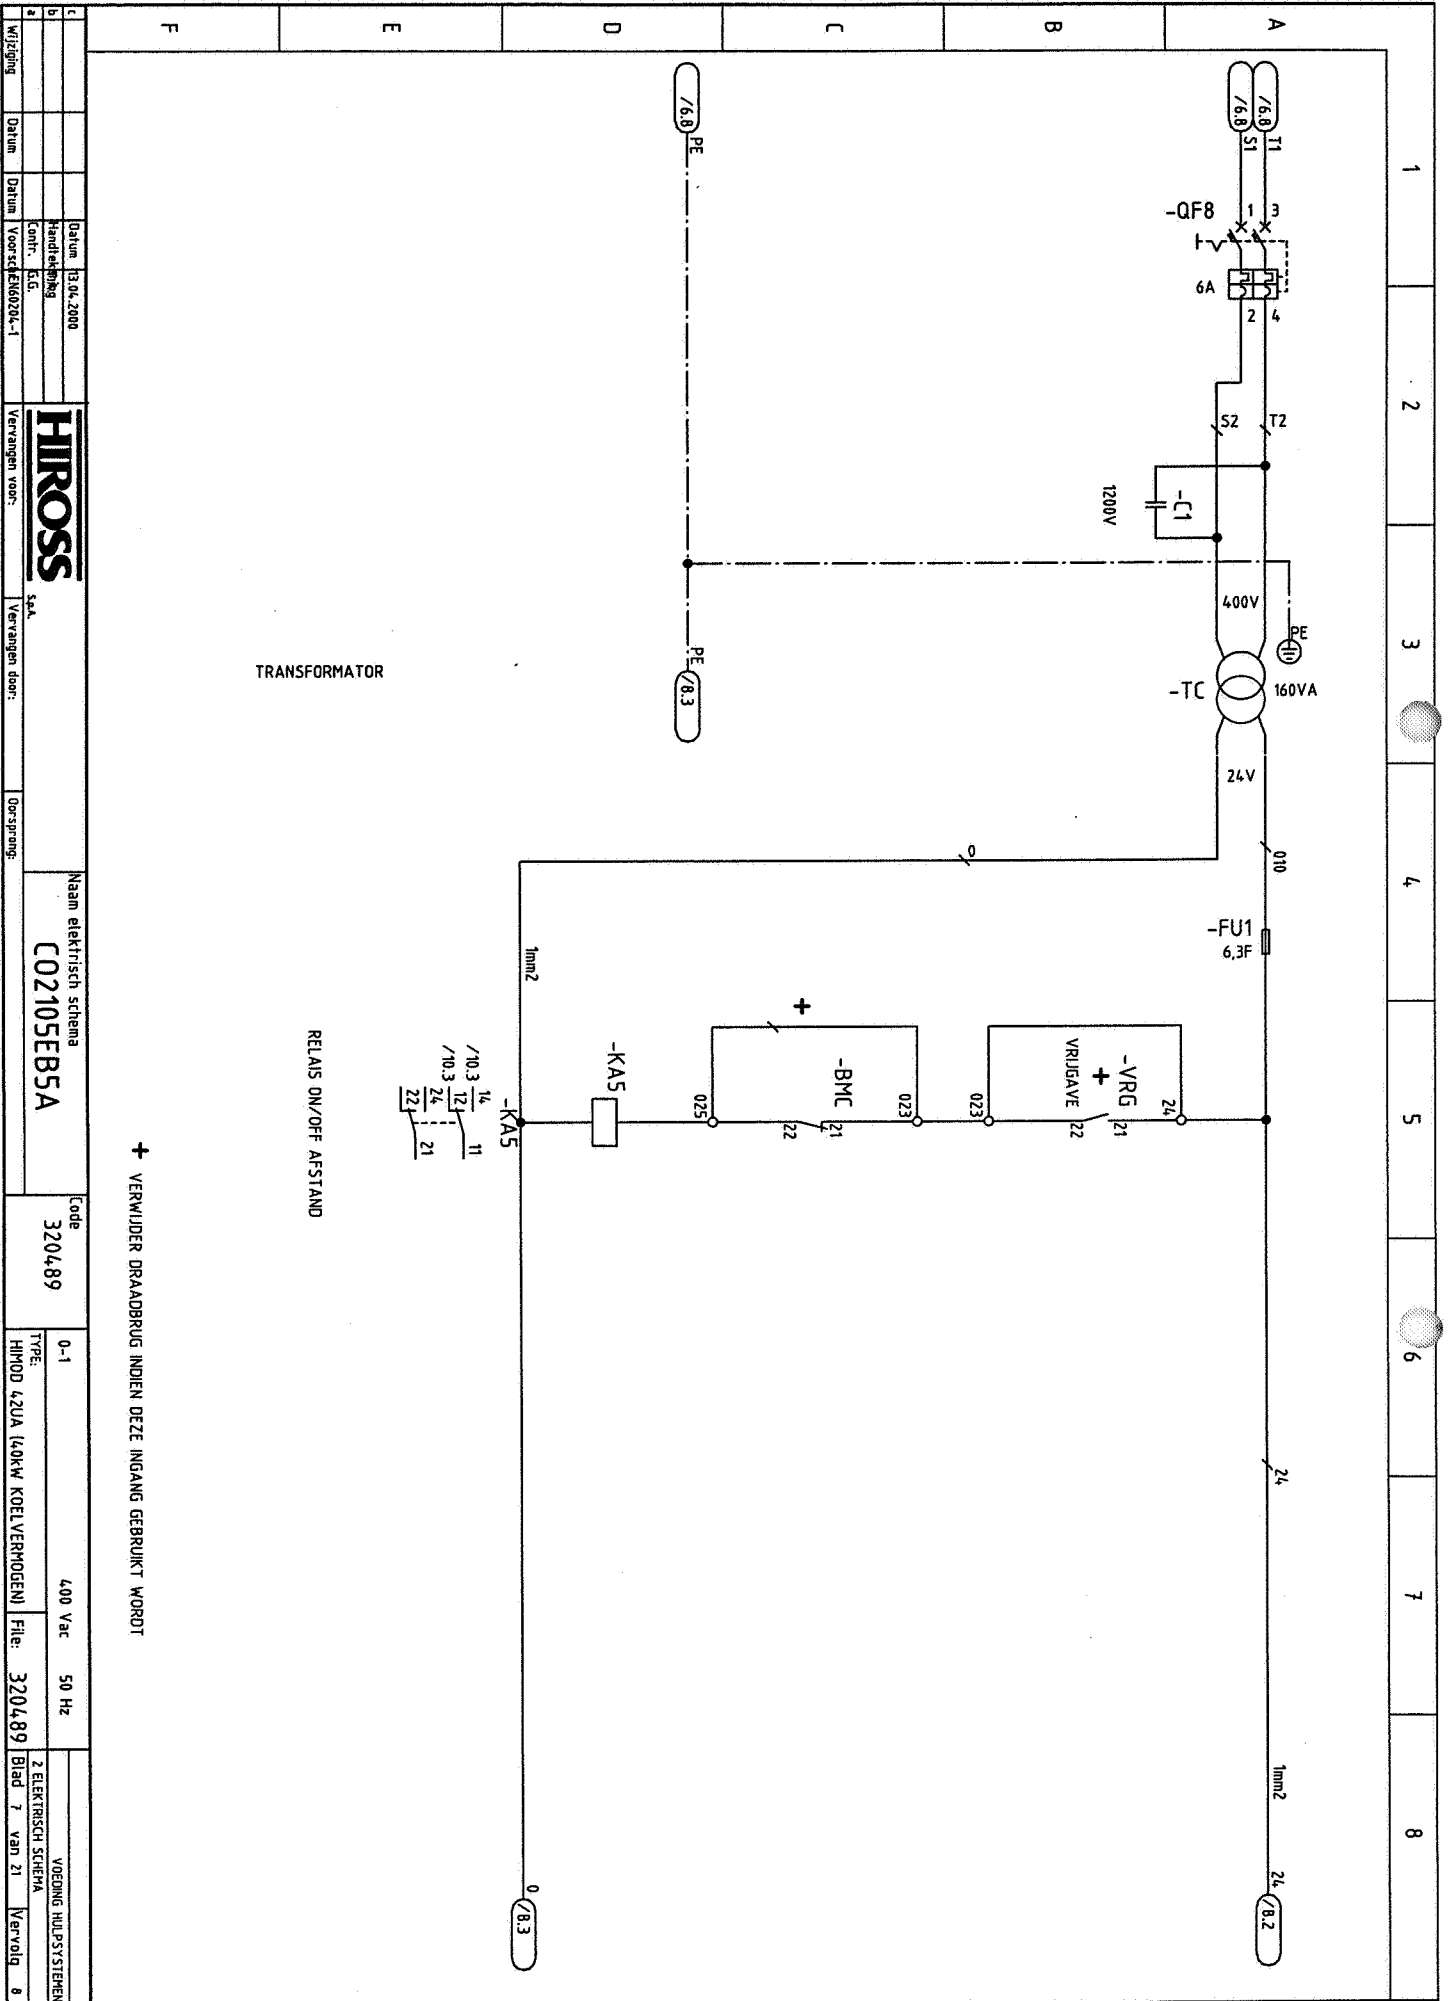 1 2 3 4 5 6 7 8
A
B
C
D
E
F
/6.8 T1
/6.8 S1
-QF8
1 3
6A
2 4
S2 T2
-C1
1200V
400V
PE
-TC
160VA
24V
010
0
-FU1
6,3F
24
1mm2
24
/8.2
/6.8 PE
PE
/8.3
-VRG
VRIJGAVE
+
24
21
22
023
023
-BMC
+
21
22
025
-KA5
1mm2
-KA5
14
/10.3 12 11
/10.3
24
22 21
0
/8.3
TRANSFORMATOR
RELAIS ON/OFF AFSTAND
+ VERWIJDER DRAADBRUG INDIEN DEZE INGANG GEBRUIKT WORDT
c
b
a
Wijziging
Datum
Datum
Datum 13.04.2000
Handtekening
Contr. G.G.
Voorschr EN60204-1
HIROSS
S.p.A.
Vervangen voor:
Vervangen door:
Oorsprong:
Naam elektrisch schema
C02105EB5A
Code
320489
0-1
400 Vac 50 Hz
TYPE:
HIMOD 42UA (40kW KOELVERMOGEN)
File: 320489
VOEDING HULPSYSTEMEN
2 ELEKTRISCH SCHEMA
Blad 7 van 21
Vervolg 8